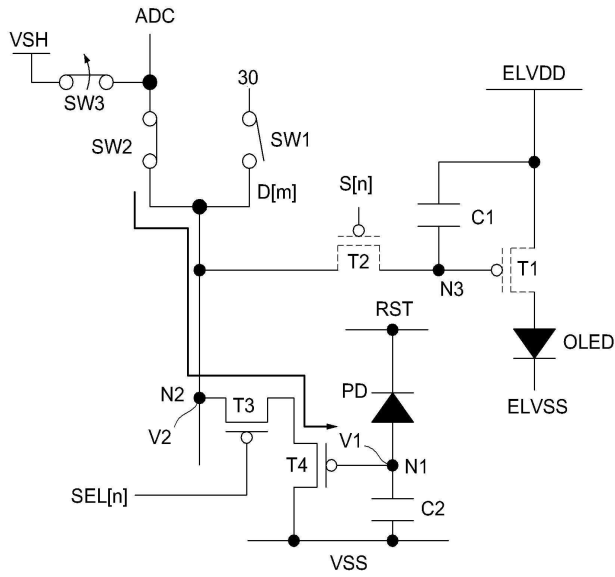 ADC
VSH
SW3
30
ELVDD
SW2
SW1
D[m]
S[n]
C1
T2
N3
T1
RST
OLED
PD
ELVSS
N2
T3
V2
V1
N1
T4
SEL[n]
C2
VSS